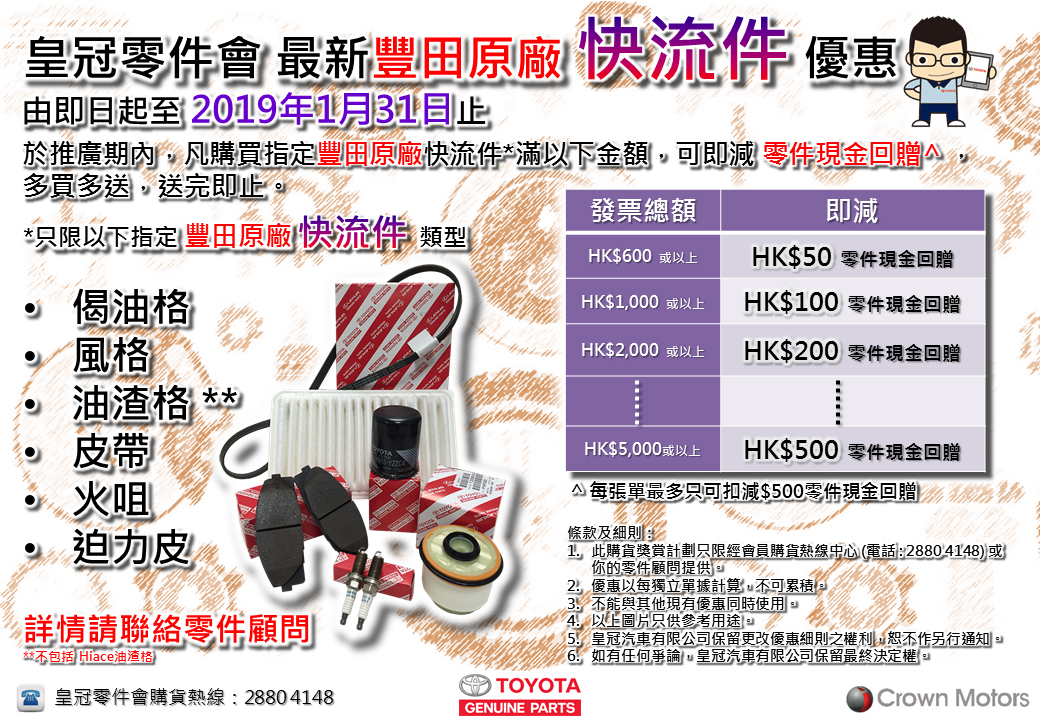 皇冠零件會 最新豐田原廠 快流件 優惠
由即日起至 2019年1月31日止
於推廣期內，凡購買指定豐田原廠快流件*滿以下金額，可即減 零件現金回贈^ ，
多買多送，送完即止。
*只限以下指定 豐田原廠 快流件 類型
• 偈油格
• 風格
• 油渣格 **
• 皮帶
• 火咀
• 迫力皮
詳情請聯絡零件顧問
**不包括 Hiace油渣格
發票總額 即減
HK$600 或以上 HK$50 零件現金回贈
HK$1,000 或以上 HK$100 零件現金回贈
HK$2,000 或以上 HK$200 零件現金回贈
HK$5,000或以上 HK$500 零件現金回贈
^ 每張單最多只可扣減$500零件現金回贈
條款及細則 :
1. 此購貨獎賞計劃只限經會員購貨熱線中心 (電話 : 2880 4148) 或
你的零件顧問提供。
2. 優惠以每獨立單據計算，不可累積。
3. 不能與其他現有優惠同時使用。
4. 以上圖片只供參考用途。
5. 皇冠汽車有限公司保留更改優惠細則之權利，恕不作另行通知。
6. 如有任何爭論，皇冠汽車有限公司保留最終決定權。
皇冠零件會購貨熱線：2880 4148
TOYOTA
GENUINE PARTS
Crown Motors